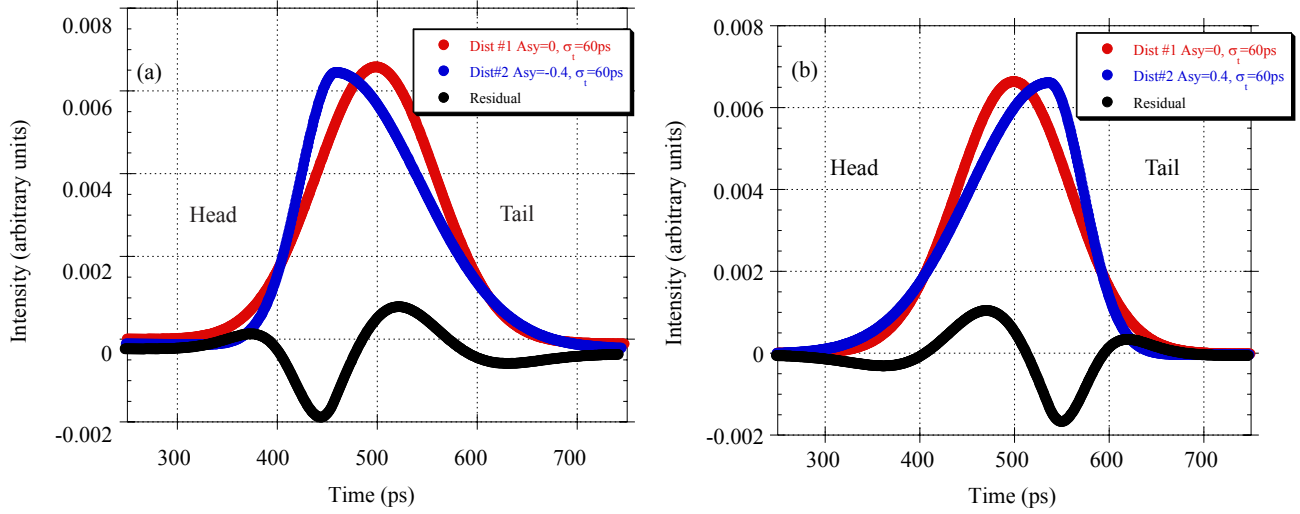 (a)
Dist #1 Asy=0, σt=60ps
Dist#2 Asy=-0.4, σt=60ps
Residual
Head
Tail
0.008
0.006
0.004
0.002
0
-0.002
Intensity (arbitrary units)
300 400 500 600 700
Time (ps)
(b)
Dist #1 Asy=0, σt=60ps
Dist#2 Asy=0.4, σt=60ps
Residual
Head
Tail
0.008
0.006
0.004
0.002
0
-0.002
Intensity (arbitrary units)
300 400 500 600 700
Time (ps)